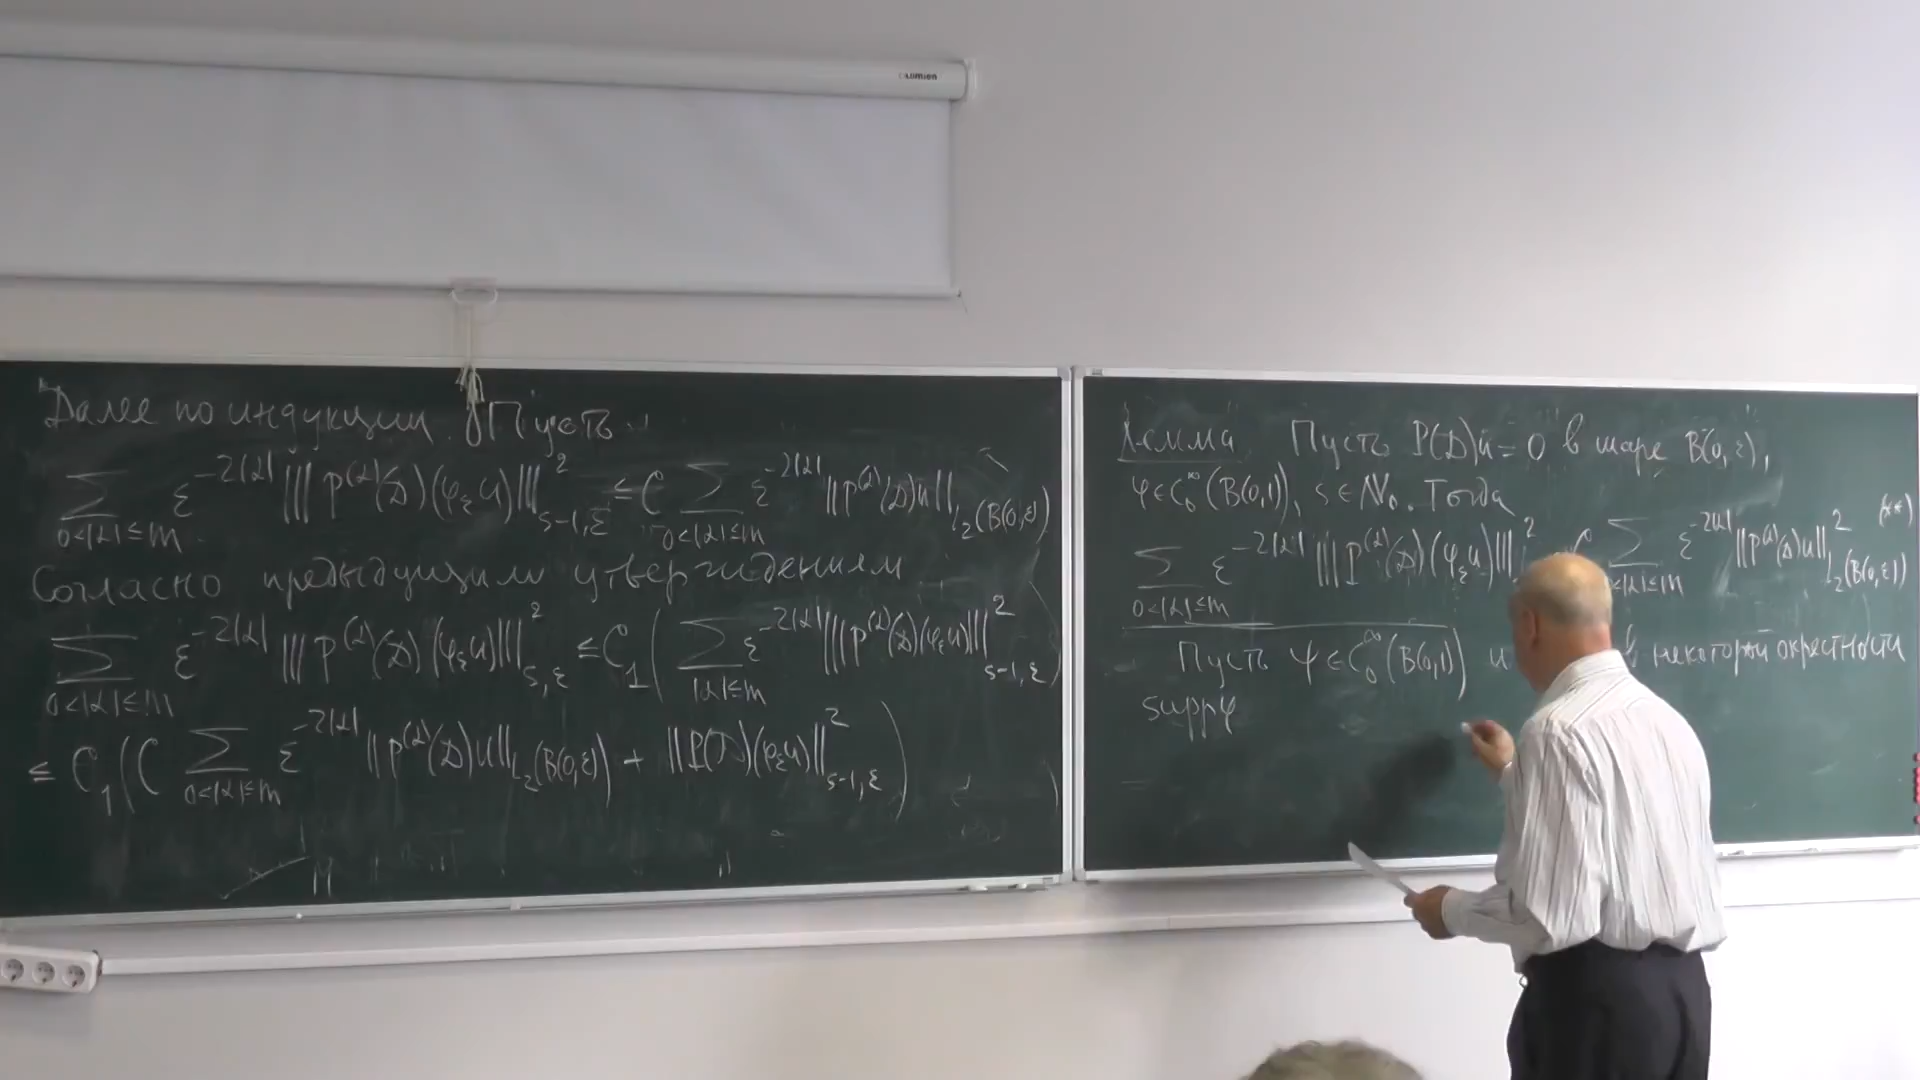 Lumien
Далее по индукции. Пусть
∑_{0<|α|≤m} ε^{-2|α|} |||P^{(α)}(D)(φ_ε u)|||²_{s-1,ε} ≤ C ∑_{0<|α|≤m} ε^{-2|α|} ||P^{(α)}(D)u||_{L_2(B(0,ε))}
Согласно предыдущим утверждениям
∑_{0<|α|≤m} ε^{-2|α|} |||P^{(α)}(D)(φ_ε u)|||²_{s,ε} ≤ C_1(∑_{|α|≤m} ε^{-2|α|} |||P^{(α)}(D)(φ_ε u)|||²_{s-1,ε})
≤ C_1(C ∑_{0<|α|≤m} ε^{-2|α|} ||P^{(α)}(D)u||_{L_2(B(0,ε))} + ||P(D)(φ_ε u)||²_{s-1,ε})
Лемма Пусть P(D)u=0 в шаре B(0,ε),
φ∈C_0^∞(B(0,1)), s∈N_0. Тогда
∑_{0<|α|≤m} ε^{-2|α|} |||P^{(α)}(D)(φ_ε u)|||² C ∑_{0<|α|≤m} ε^{-2|α|} ||P^{(α)}(D)u||²_{L_2(B(0,ε))} (**)
Пусть ψ∈C_0^∞(B(0,1)) и в некоторой окрестности
supp φ